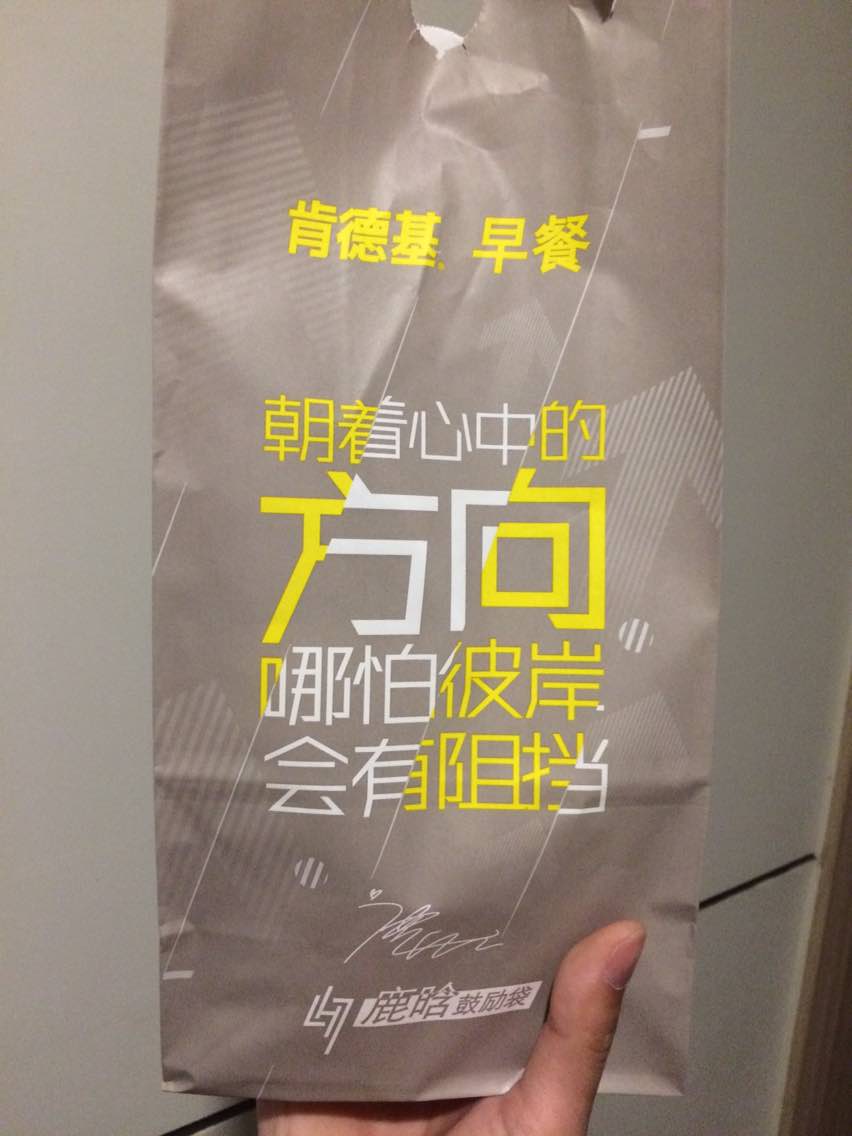 肯德基 早餐
朝着心中的
方向
哪怕彼岸
会有阻挡
鹿晗鼓励袋